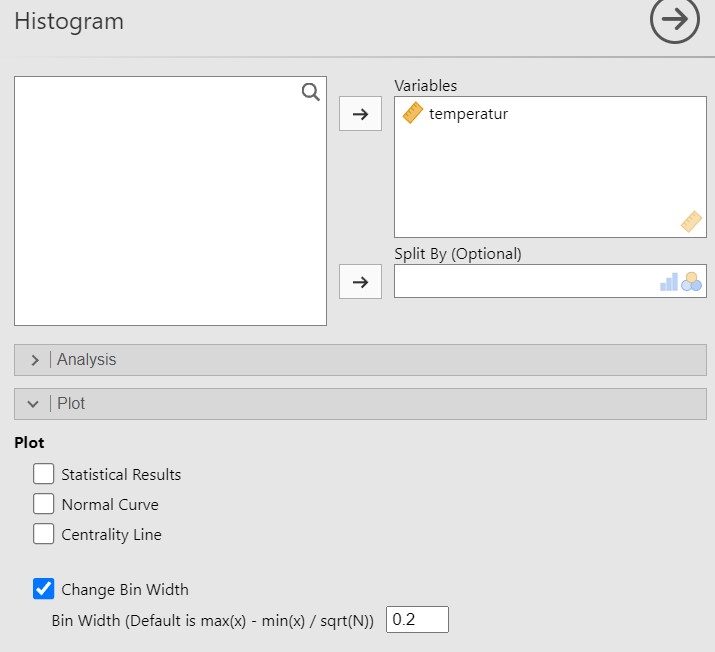 Histogram
Variables
temperatur
Split By (Optional)
Analysis
Plot
Plot
Statistical Results
Normal Curve
Centrality Line
Change Bin Width
Bin Width (Default is max(x) - min(x) / sqrt(N)) 0.2